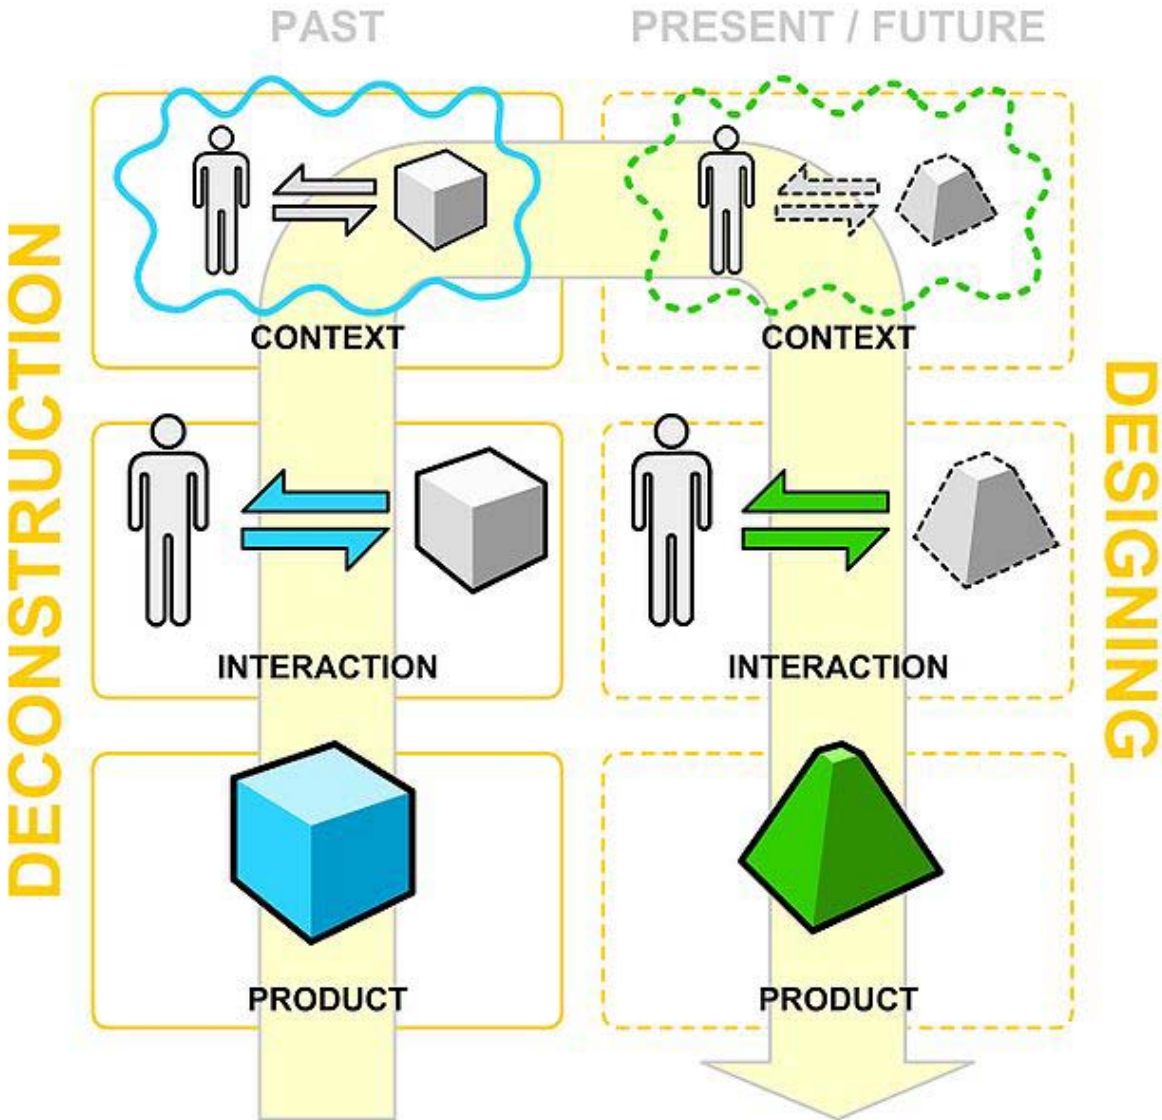 PAST
PRESENT / FUTURE
DECONSTRUCTION
CONTEXT
CONTEXT
INTERACTION
INTERACTION
PRODUCT
PRODUCT
DESIGNING